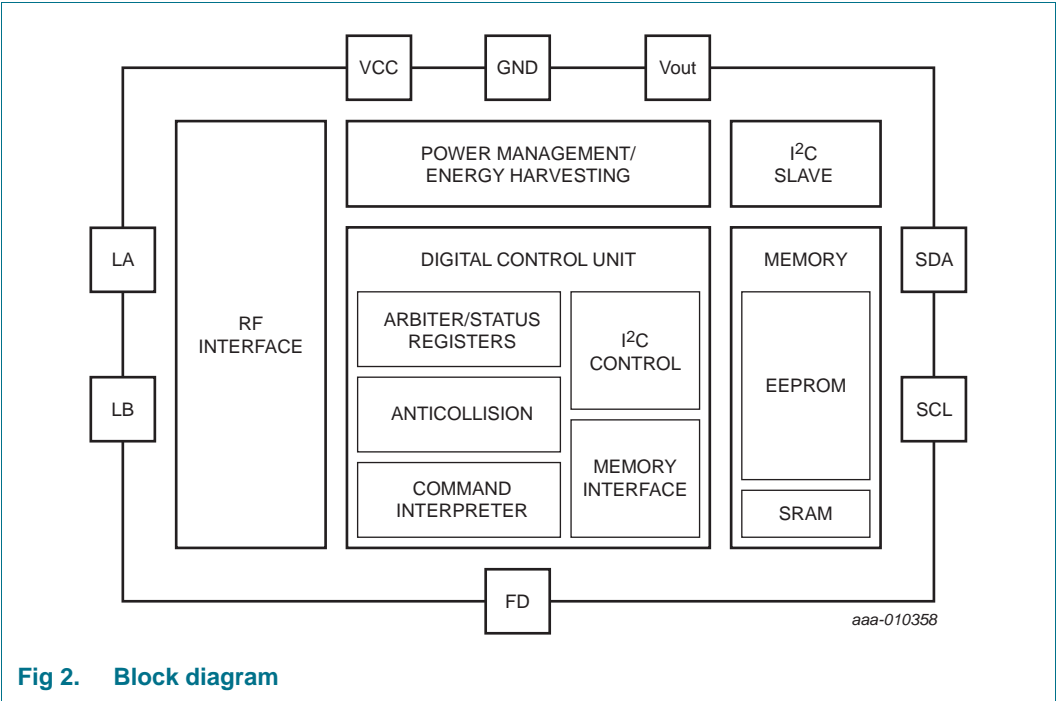 VCC
GND
Vout
POWER MANAGEMENT/
ENERGY HARVESTING
I²C
SLAVE
LA
LB
RF
INTERFACE
DIGITAL CONTROL UNIT
ARBITER/STATUS
REGISTERS
ANTICOLLISION
COMMAND
INTERPRETER
I²C
CONTROL
MEMORY
INTERFACE
MEMORY
EEPROM
SRAM
SDA
SCL
FD
aaa-010358
Fig 2. Block diagram